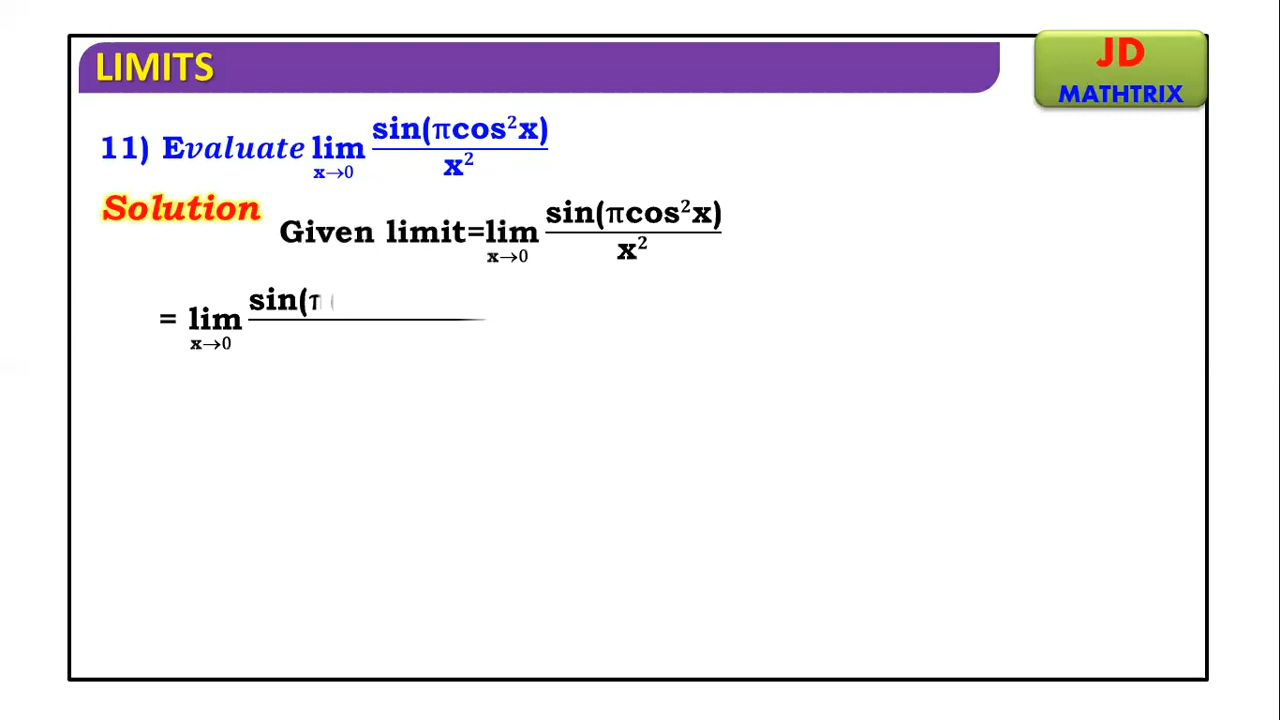 LIMITS
JD
MATHTRIX
11) Evaluate lim x→0 sin(πcos²x)/x²
Solution
Given limit=lim x→0 sin(πcos²x)/x²
= lim x→0 sin(π